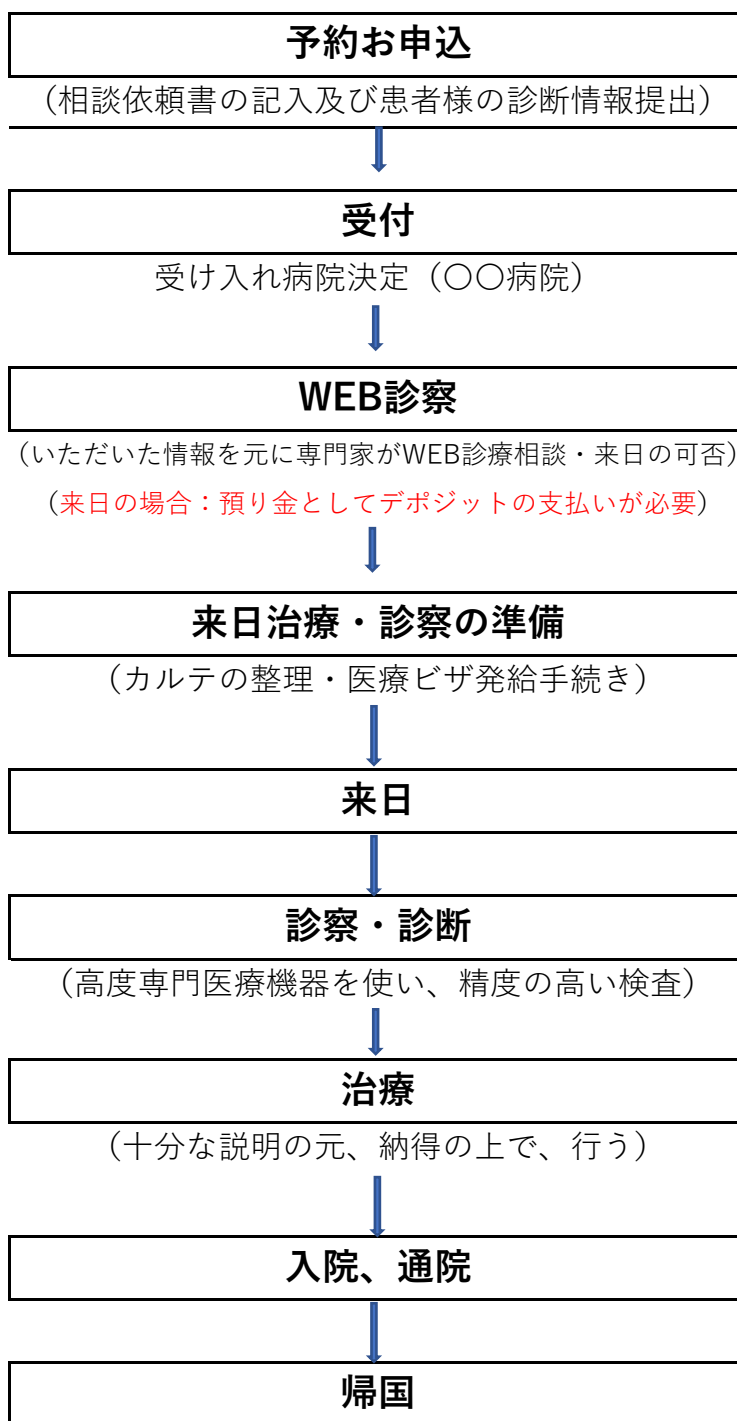 予約お申込
（相談依頼書の記入及び患者様の診断情報提出）
受付
受け入れ病院決定（〇〇病院）
WEB診察
（いただいた情報を元に専門家がWEB診療相談・来日の可否）
（来日の場合：預り金としてデポジットの支払いが必要）
来日治療・診察の準備
（カルテの整理・医療ビザ発給手続き）
来日
診察・診断
（高度専門医療機器を使い、精度の高い検査）
治療
（十分な説明の元、納得の上で、行う）
入院、通院
帰国